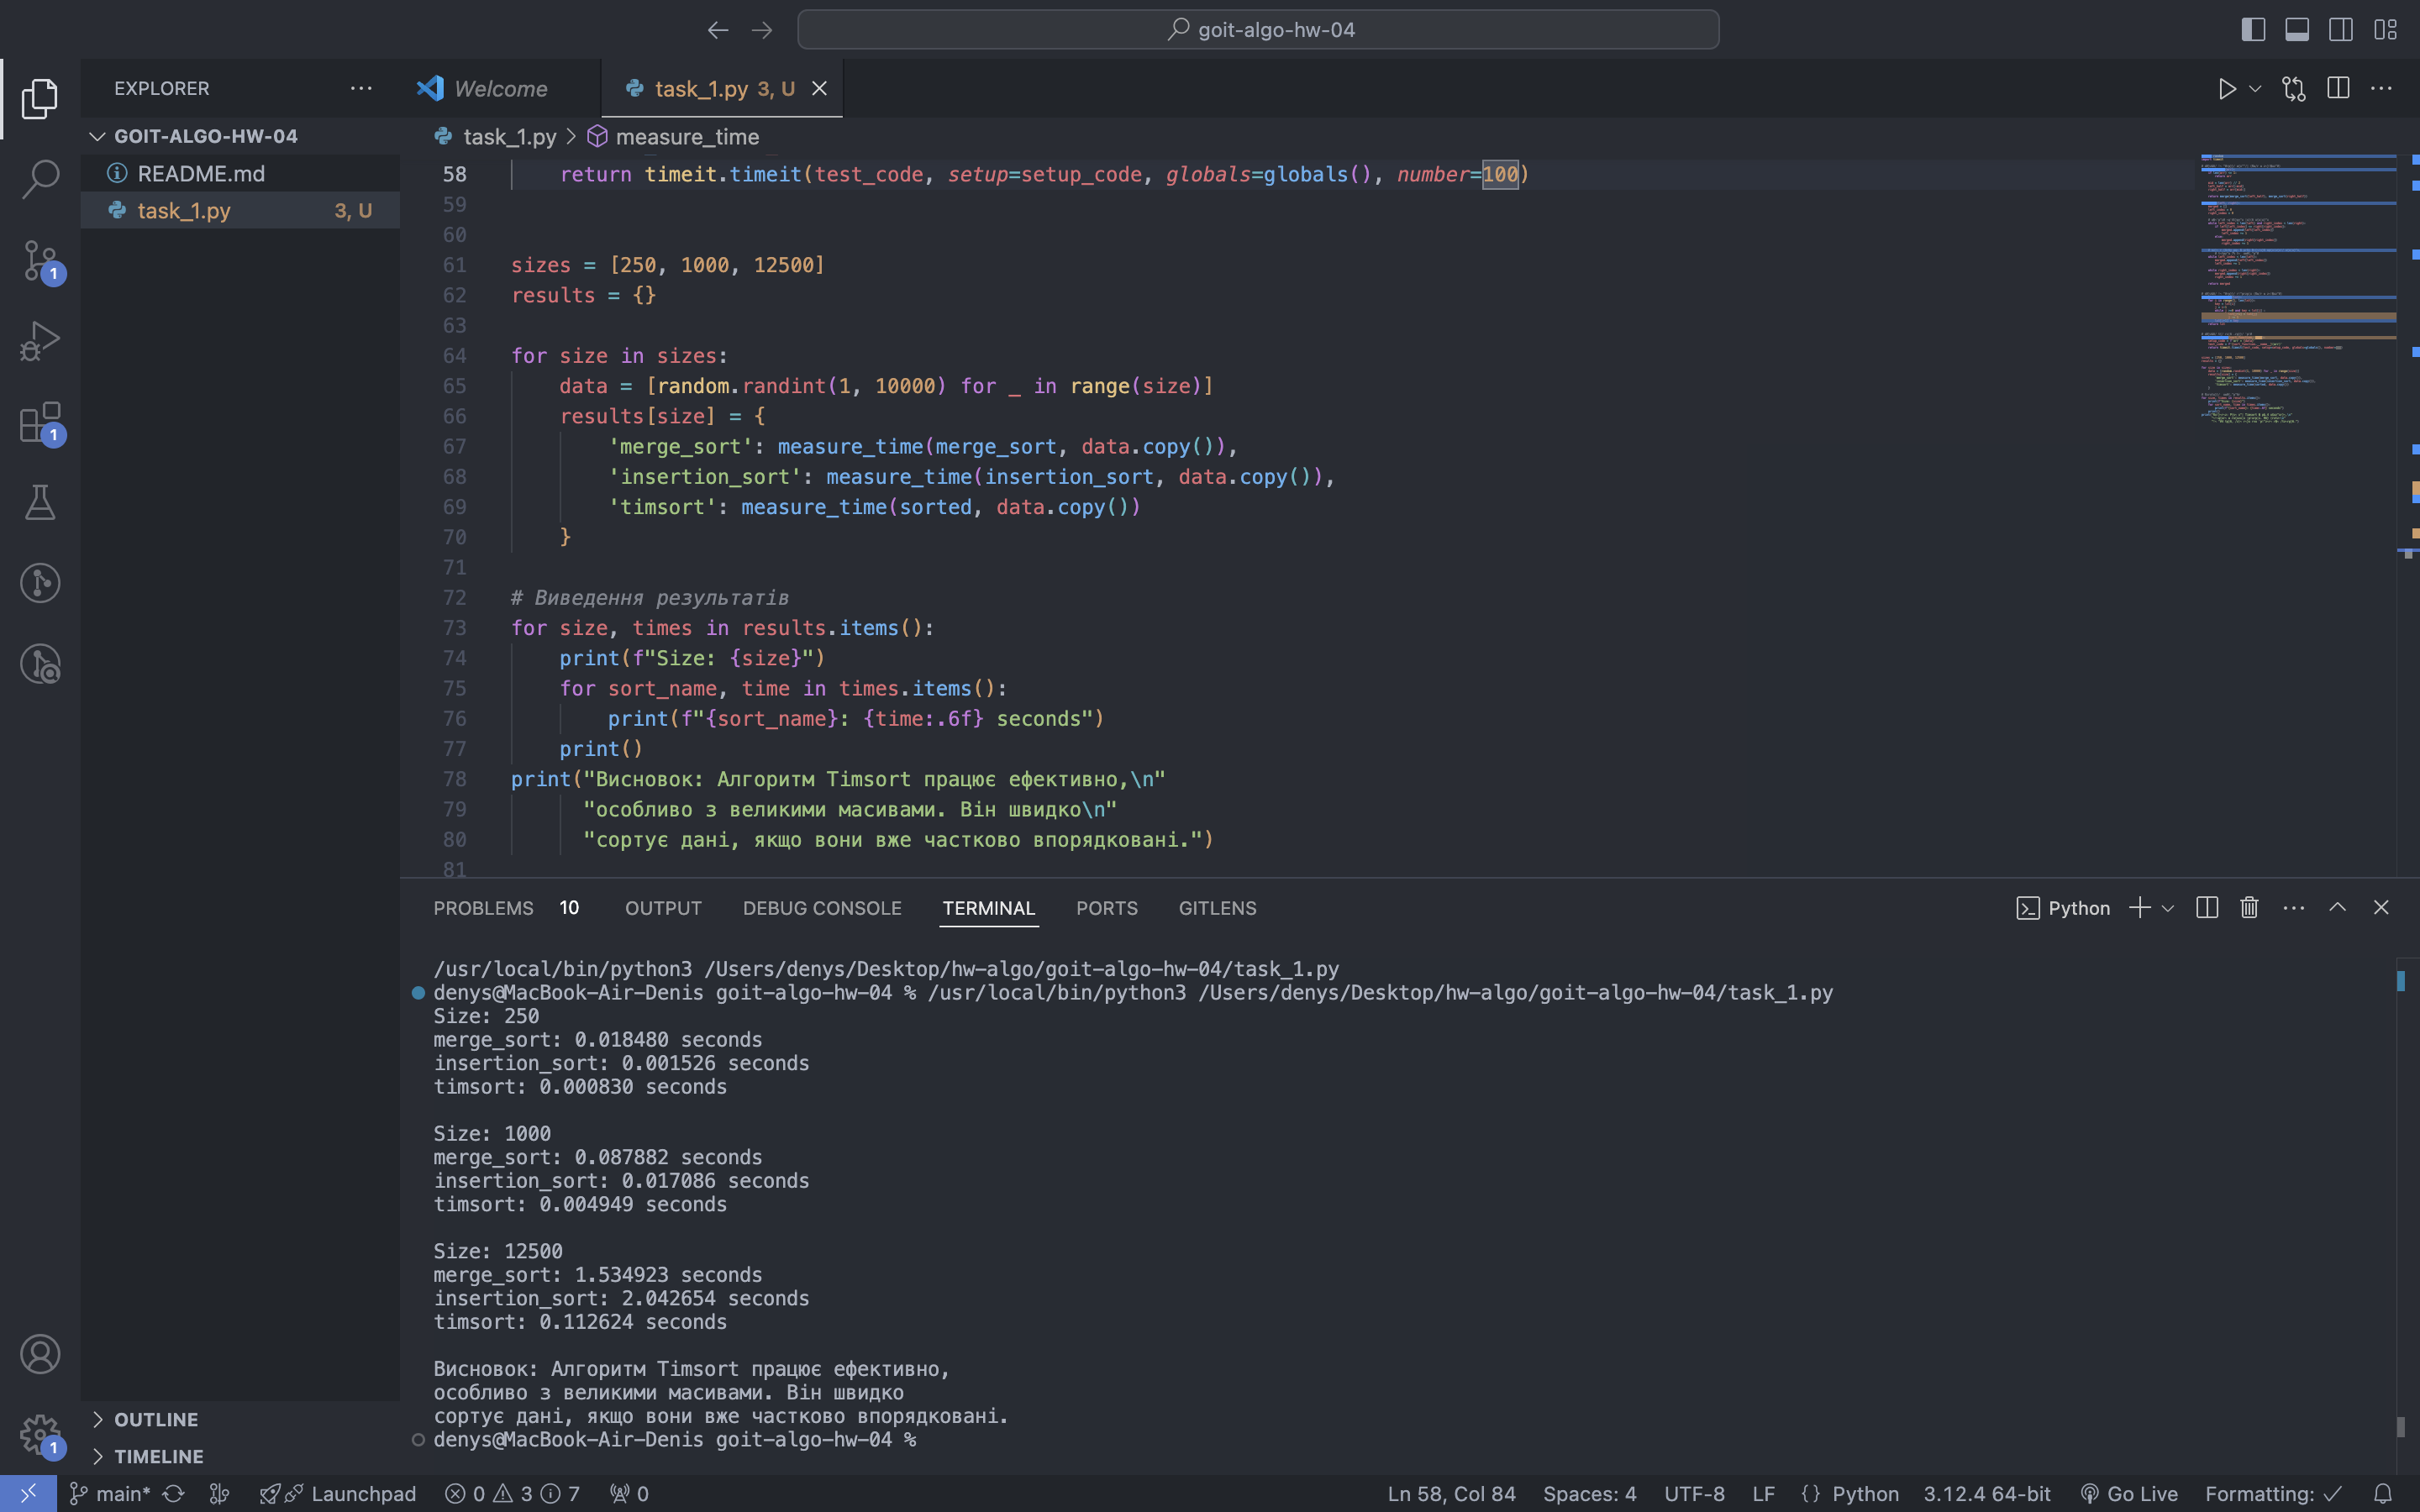 goit-algo-hw-04
EXPLORER
Welcome
task_1.py 3, U
GOIT-ALGO-HW-04
README.md
task_1.py 3, U
task_1.py > measure_time
58 return timeit.timeit(test_code, setup=setup_code, globals=globals(), number=100)
59
60
61 sizes = [250, 1000, 12500]
62 results = {}
63
64 for size in sizes:
65 data = [random.randint(1, 10000) for _ in range(size)]
66 results[size] = {
67 'merge_sort': measure_time(merge_sort, data.copy()),
68 'insertion_sort': measure_time(insertion_sort, data.copy()),
69 'timsort': measure_time(sorted, data.copy())
70 }
71
72 # Виведення результатів
73 for size, times in results.items():
74 print(f"Size: {size}")
75 for sort_name, time in times.items():
76 print(f"{sort_name}: {time:.6f} seconds")
77 print()
78 print("Висновок: Алгоритм Timsort працює ефективно,\n"
79 "особливо з великими масивами. Він швидко\n"
80 "сортує дані, якщо вони вже частково впорядковані.")
81
1
1
1
PROBLEMS 10 OUTPUT DEBUG CONSOLE TERMINAL PORTS GITLENS
Python
/usr/local/bin/python3 /Users/denys/Desktop/hw-algo/goit-algo-hw-04/task_1.py
denys@MacBook-Air-Denis goit-algo-hw-04 % /usr/local/bin/python3 /Users/denys/Desktop/hw-algo/goit-algo-hw-04/task_1.py
Size: 250
merge_sort: 0.018480 seconds
insertion_sort: 0.001526 seconds
timsort: 0.000830 seconds
Size: 1000
merge_sort: 0.087882 seconds
insertion_sort: 0.017086 seconds
timsort: 0.004949 seconds
Size: 12500
merge_sort: 1.534923 seconds
insertion_sort: 2.042654 seconds
timsort: 0.112624 seconds
Висновок: Алгоритм Timsort працює ефективно,
особливо з великими масивами. Він швидко
сортує дані, якщо вони вже частково впорядковані.
denys@MacBook-Air-Denis goit-algo-hw-04 %
OUTLINE
TIMELINE
main* Launchpad 0 3 7 0 Ln 58, Col 84 Spaces: 4 UTF-8 LF {} Python 3.12.4 64-bit Go Live Formatting: ✓